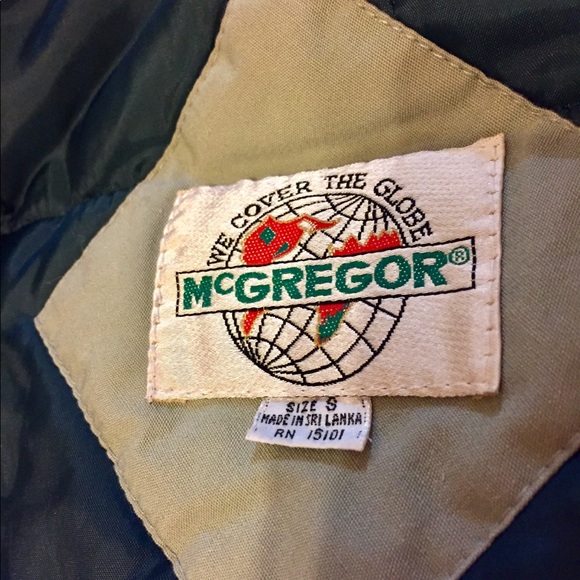 WE COVER THE GLOBE
McGREGOR®
SIZE S
MADE IN SRI LANKA
RN 15101